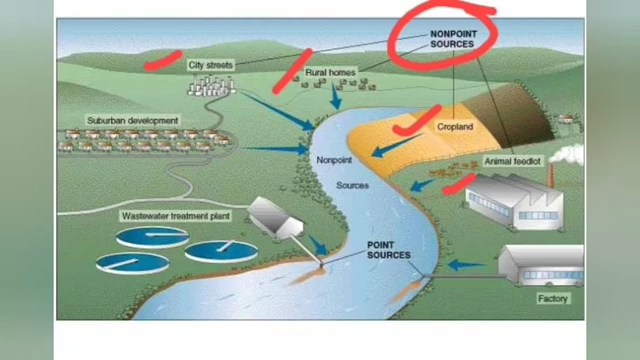 NONPOINT
SOURCES
City streets
Rural homes
Suburban development
Cropland
Nonpoint
Sources
Animal feedlot
Wastewater treatment plant
POINT
SOURCES
Factory